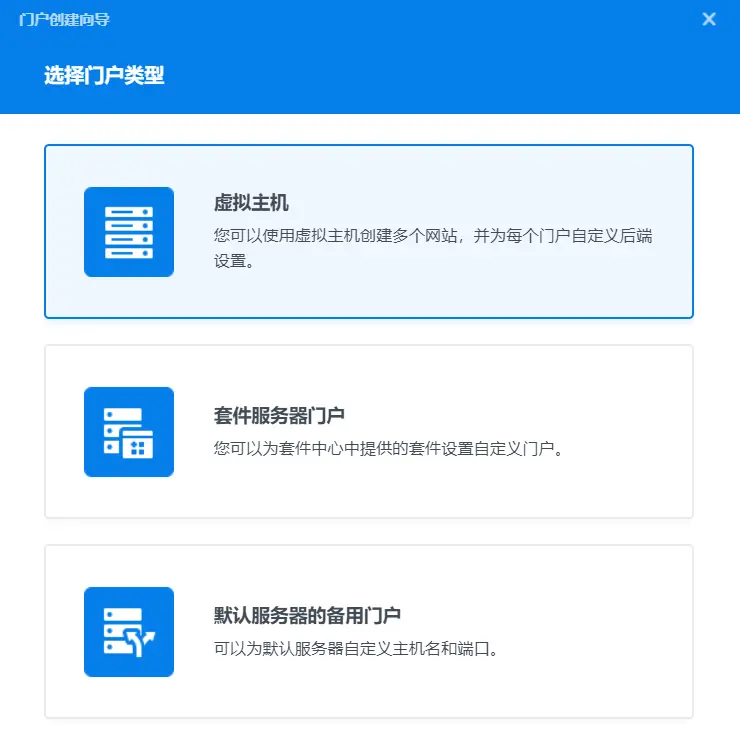 门户创建向导
选择门户类型
虚拟主机
您可以使用虚拟主机创建多个网站，并为每个门户自定义后端
设置。
套件服务器门户
您可以为套件中心中提供的套件设置自定义门户。
默认服务器的备用门户
可以为默认服务器自定义主机名和端口。